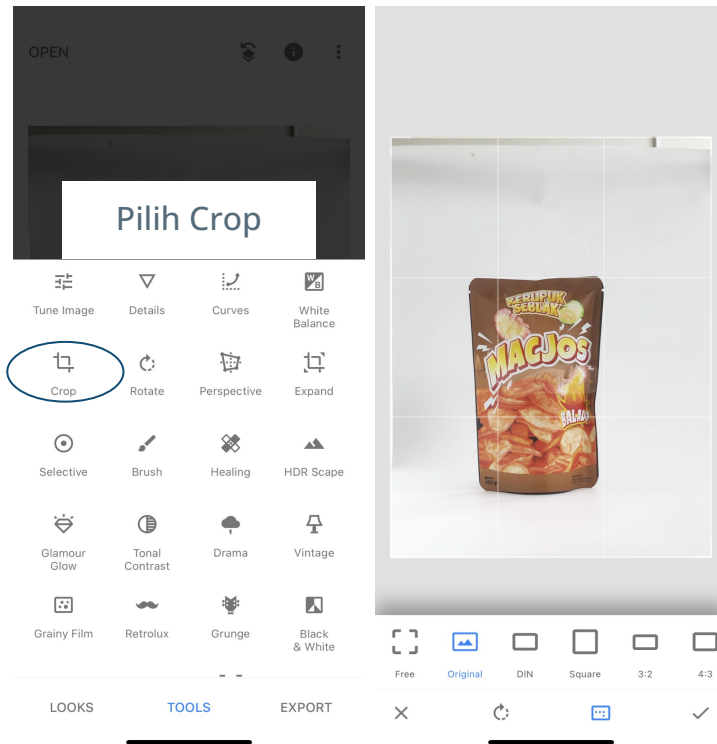 OPEN
Pilih Crop
Tune Image
Details
Curves
White
Balance
Crop
Rotate
Perspective
Expand
Selective
Brush
Healing
HDR Scape
Glamour
Glow
Tonal
Contrast
Drama
Vintage
Grainy Film
Retrolux
Grunge
Black
& White
LOOKS
TOOLS
EXPORT
KERUPUK
SEBLAK
MACJOS
BALADO
Free
Original
DIN
Square
3:2
4:3